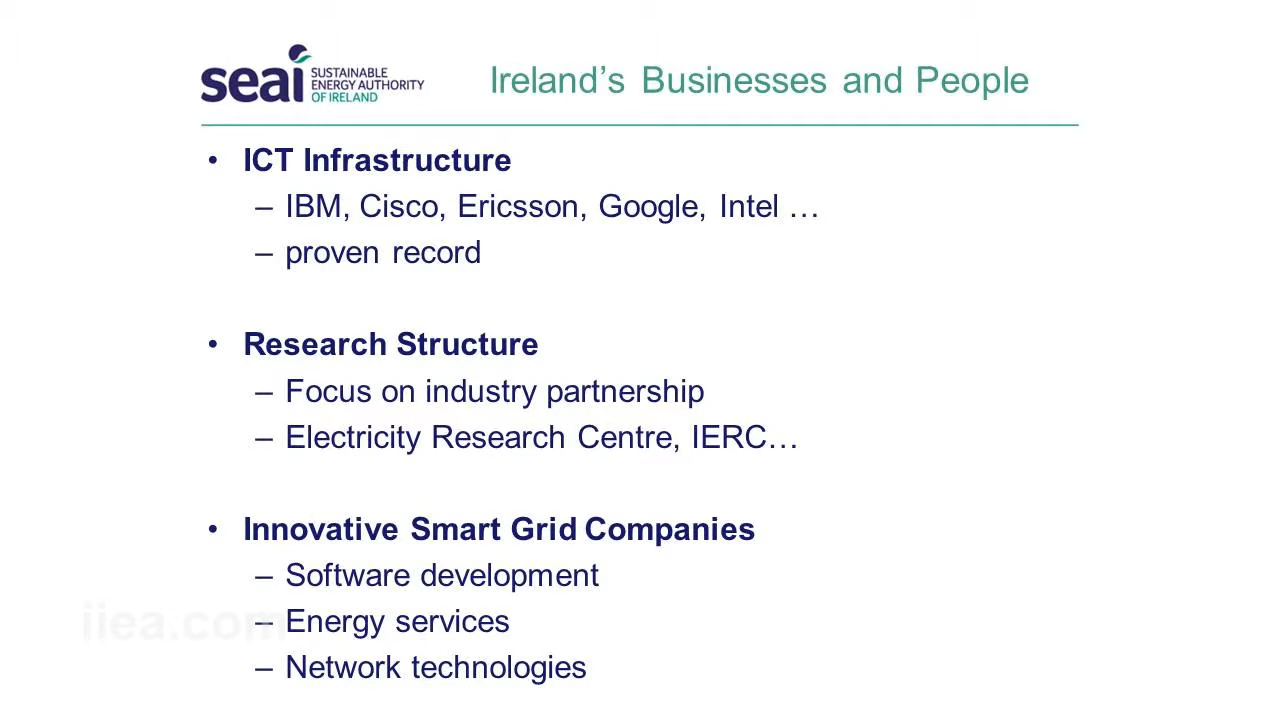 seai SUSTAINABLE
ENERGY AUTHORITY
OF IRELAND
Ireland’s Businesses and People
• ICT Infrastructure
– IBM, Cisco, Ericsson, Google, Intel …
– proven record
• Research Structure
– Focus on industry partnership
– Electricity Research Centre, IERC…
• Innovative Smart Grid Companies
– Software development
– Energy services
– Network technologies
iiea.com